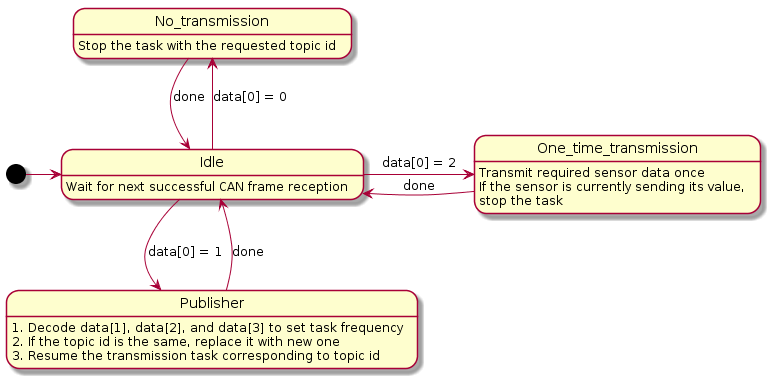 No_transmission
Stop the task with the requested topic id
done
data[0] = 0
Idle
Wait for next successful CAN frame reception
data[0] = 2
done
One_time_transmission
Transmit required sensor data once
If the sensor is currently sending its value,
stop the task
data[0] = 1
done
Publisher
1. Decode data[1], data[2], and data[3] to set task frequency
2. If the topic id is the same, replace it with new one
3. Resume the transmission task corresponding to topic id